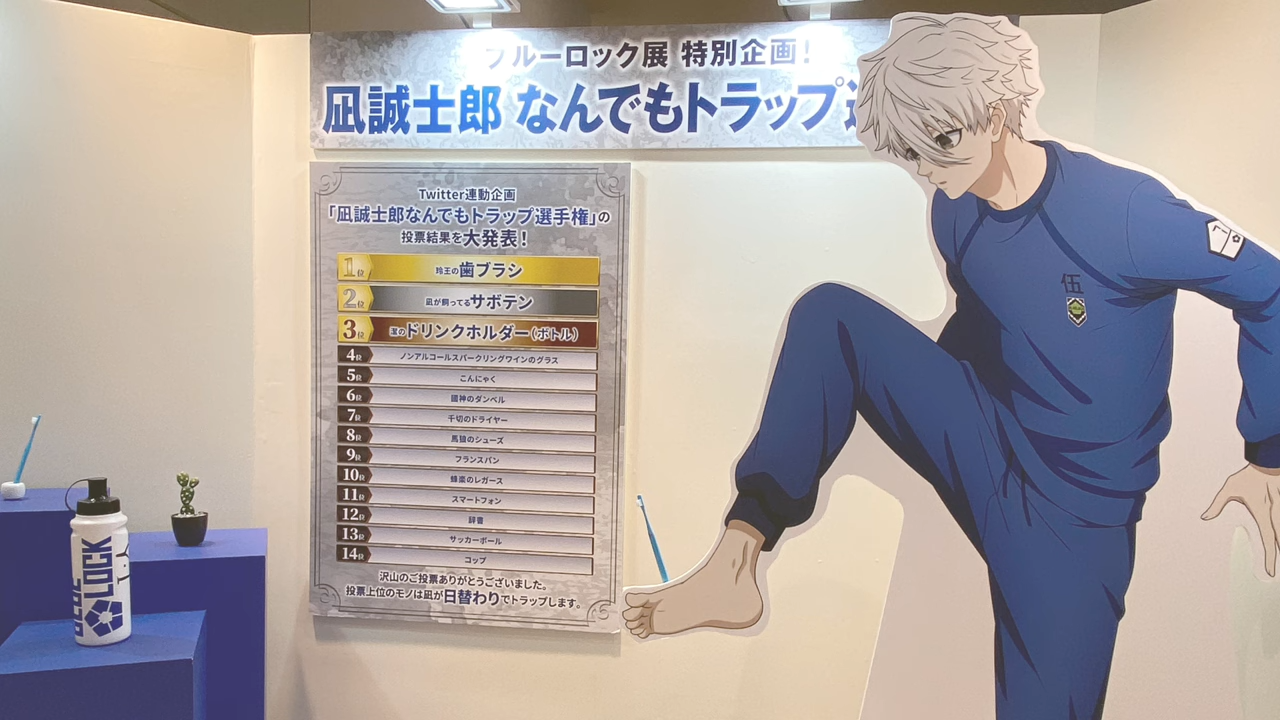 ブルーロック展 特別企画!
凪誠士郎 なんでもトラップ選
Twitter連動企画
「凪誠士郎なんでもトラップ選手権」の
投票結果を大発表!
1位 玲王の歯ブラシ
2位 凪が飼ってるサボテン
3位 潔のドリンクホルダー(ボトル)
4位 ノンアルコールスパークリングワインのグラス
5位 こんにゃく
6位 國神のダンベル
7位 千切のドライヤー
8位 馬狼のシューズ
9位 フランスパン
10位 蜂楽のレガース
11位 スマートフォン
12位 辞書
13位 サッカーボール
14位 コップ
沢山のご投票ありがとうございました。
投票上位のモノは凪が日替わりでトラップします。
伍
BLUE
LOCK